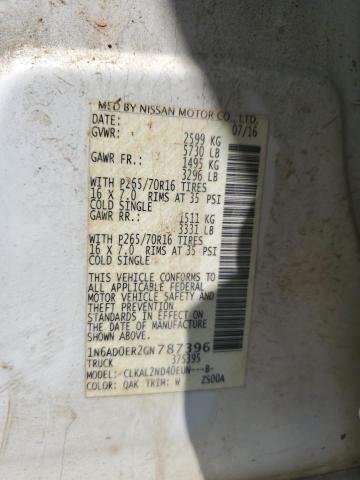 MFD BY NISSAN MOTOR CO., LTD.
DATE: 07/16
GVWR: 2599 KG
5730 LB
GAWR FR.: 1495 KG
3296 LB
WITH P265/70R16 TIRES
16 X 7.0 RIMS AT 35 PSI
COLD SINGLE
GAWR RR.: 1511 KG
3331 LB
WITH P265/70R16 TIRES
16 X 7.0 RIMS AT 35 PSI
COLD SINGLE
THIS VEHICLE CONFORMS TO
ALL APPLICABLE FEDERAL
MOTOR VEHICLE SAFETY
AND THEFT PREVENTION
STANDARDS IN EFFECT ON
THE DATE OF MANUFACTURE
SHOWN ABOVE.
1N6AD0ER2GN787396
TRUCK 375395
MODEL: -CLKAL2ND40EUN---B-
COLOR: QAK TRIM: W ZS00A